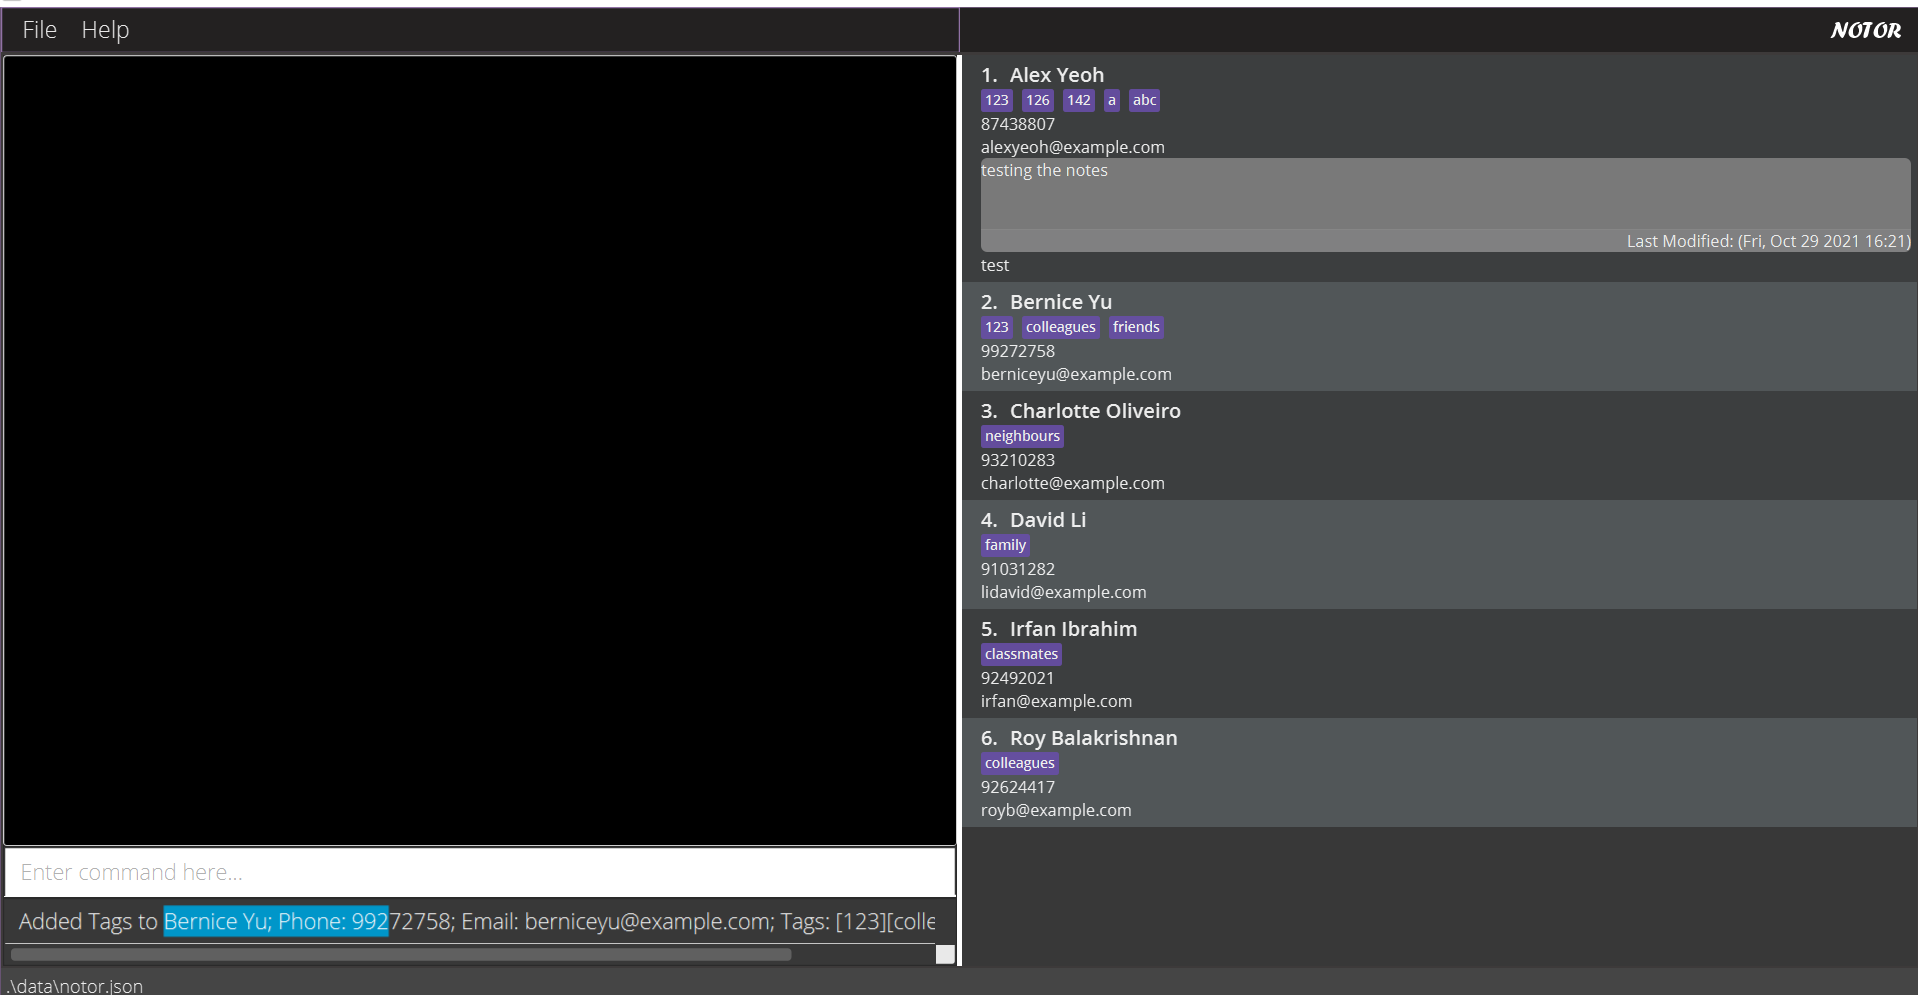 File Help
NOTOR
1. Alex Yeoh
123 126 142 a abc
87438807
alexyeoh@example.com
testing the notes
Last Modified: (Fri, Oct 29 2021 16:21)
test
2. Bernice Yu
123 colleagues friends
99272758
berniceyu@example.com
3. Charlotte Oliveiro
neighbours
93210283
charlotte@example.com
4. David Li
family
91031282
lidavid@example.com
5. Irfan Ibrahim
classmates
92492021
irfan@example.com
6. Roy Balakrishnan
colleagues
92624417
royb@example.com
Enter command here...
Added Tags to Bernice Yu; Phone: 99272758; Email: berniceyu@example.com; Tags: [123][colle
.\data\notor.json